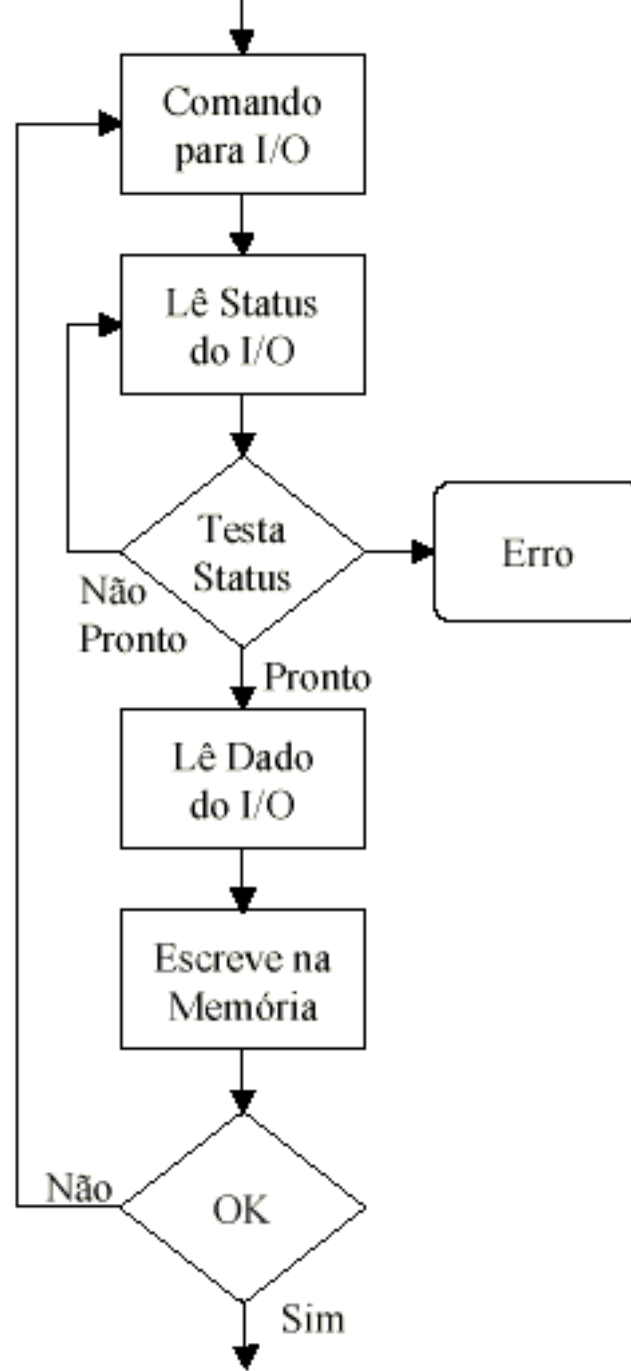 Comando
para I/O
Lê Status
do I/O
Testa
Status
Erro
Não
Pronto
Pronto
Lê Dado
do I/O
Escreve na
Memória
OK
Não
Sim